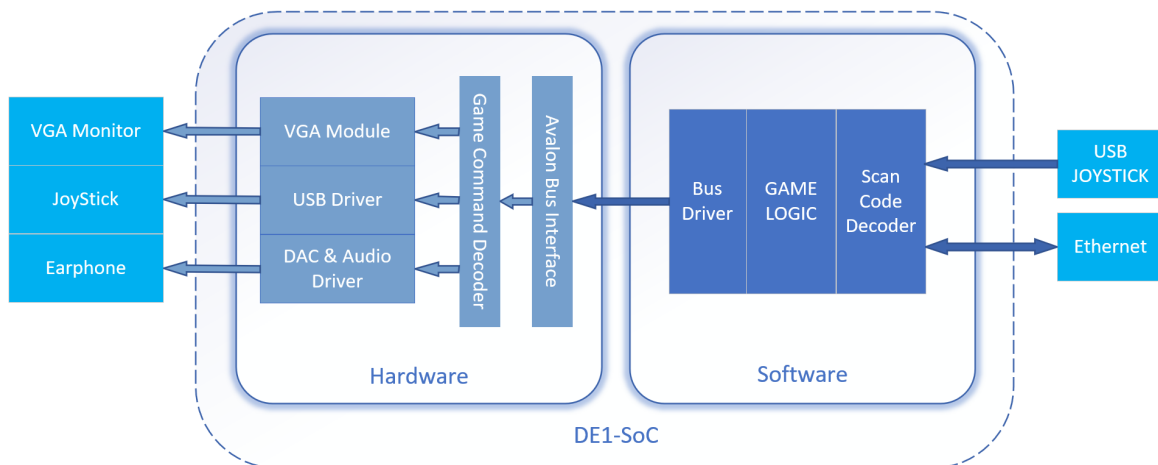 VGA Monitor
JoyStick
Earphone
VGA Module
USB Driver
DAC & Audio
Driver
Game Command Decoder
Avalon Bus Interface
Hardware
Bus
Driver
GAME
LOGIC
Scan
Code
Decoder
Software
USB
JOYSTICK
Ethernet
DE1-SoC